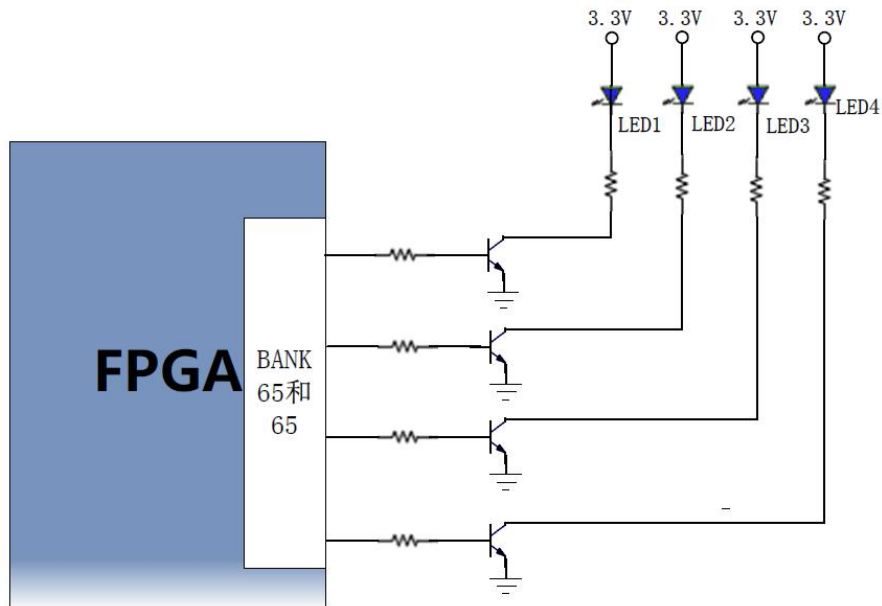 3.3V 3.3V 3.3V 3.3V
LED1 LED2 LED3 LED4
FPGA
BANK
65和
65